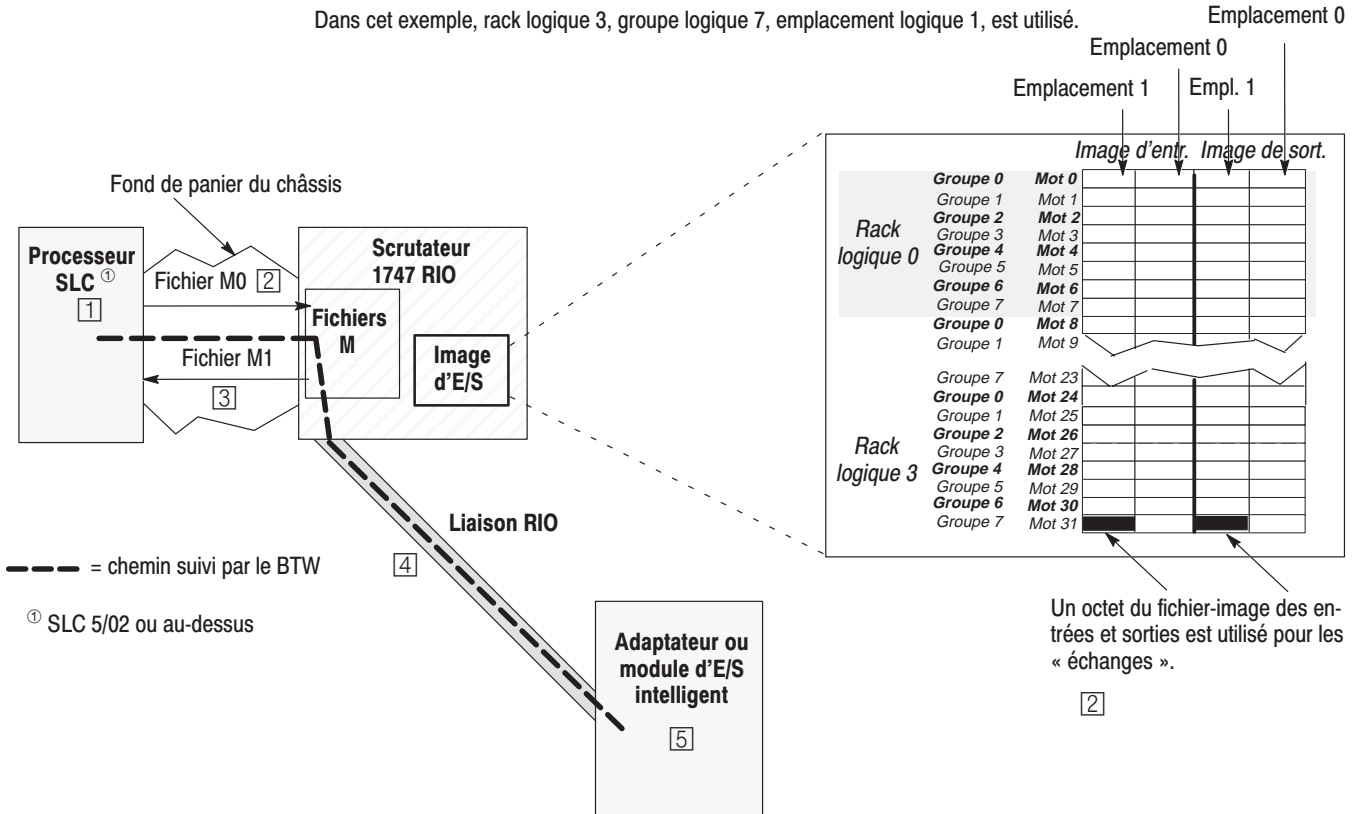 Dans cet exemple, rack logique 3, groupe logique 7, emplacement logique 1, est utilisé.
Emplacement 0
Emplacement 0
Emplacement 1
Empl. 1
Image d'entr. Image de sort.
Fond de panier du châssis
Processeur
SLC ①
1
Fichier M0 2
Fichier M1
3
Scrutateur
1747 RIO
Fichiers
M
Image
d'E/S
Rack
logique 0
Groupe 0 Mot 0
Groupe 1 Mot 1
Groupe 2 Mot 2
Groupe 3 Mot 3
Groupe 4 Mot 4
Groupe 5 Mot 5
Groupe 6 Mot 6
Groupe 7 Mot 7
Groupe 0 Mot 8
Groupe 1 Mot 9
Groupe 7 Mot 23
Rack
logique 3
Groupe 0 Mot 24
Groupe 1 Mot 25
Groupe 2 Mot 26
Groupe 3 Mot 27
Groupe 4 Mot 28
Groupe 5 Mot 29
Groupe 6 Mot 30
Groupe 7 Mot 31
Liaison RIO
4
= chemin suivi par le BTW
① SLC 5/02 ou au-dessus
Adaptateur ou
module d'E/S
intelligent
5
Un octet du fichier-image des en-
trées et sorties est utilisé pour les
« échanges ».
2